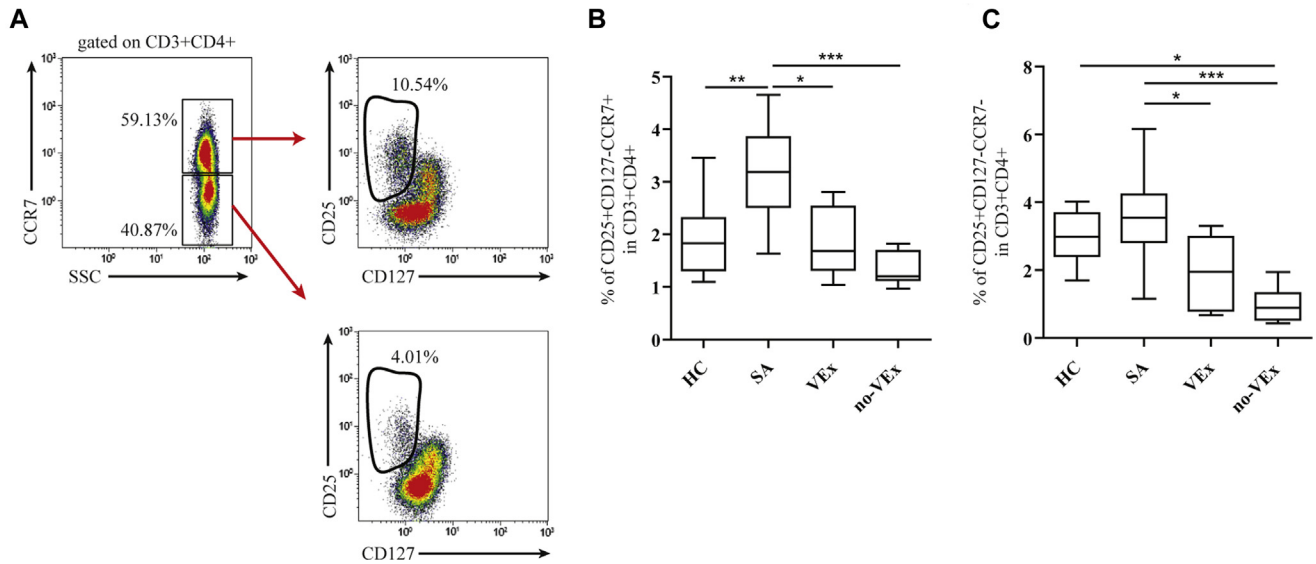 A
gated on CD3+CD4+
10³
10²
10¹
10⁰
59.13%
40.87%
CCR7
10⁰ 10¹ 10² 10³
SSC
10³
10²
10¹
10⁰
10.54%
CD25
10⁰ 10¹ 10² 10³
CD127
10³
10²
10¹
10⁰
4.01%
CD25
10⁰ 10¹ 10² 10³
CD127
B
% of CD25+CD127-CCR7+
in CD3+CD4+
5
4
3
2
1
0
***
** *
HC SA VEx no-VEx
C
% of CD25+CD127-CCR7-
in CD3+CD4+
8
6
4
2
0
*
***
*
HC SA VEx no-VEx